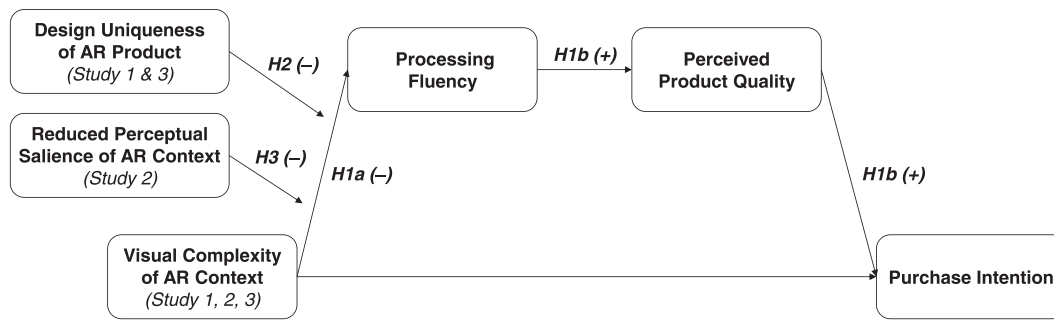 Design Uniqueness
of AR Product
(Study 1 & 3)
H2 (–)
Processing
Fluency
H1b (+)
Perceived
Product Quality
Reduced Perceptual
Salience of AR Context
(Study 2)
H3 (–)
H1a (–)
H1b (+)
Visual Complexity
of AR Context
(Study 1, 2, 3)
Purchase Intention